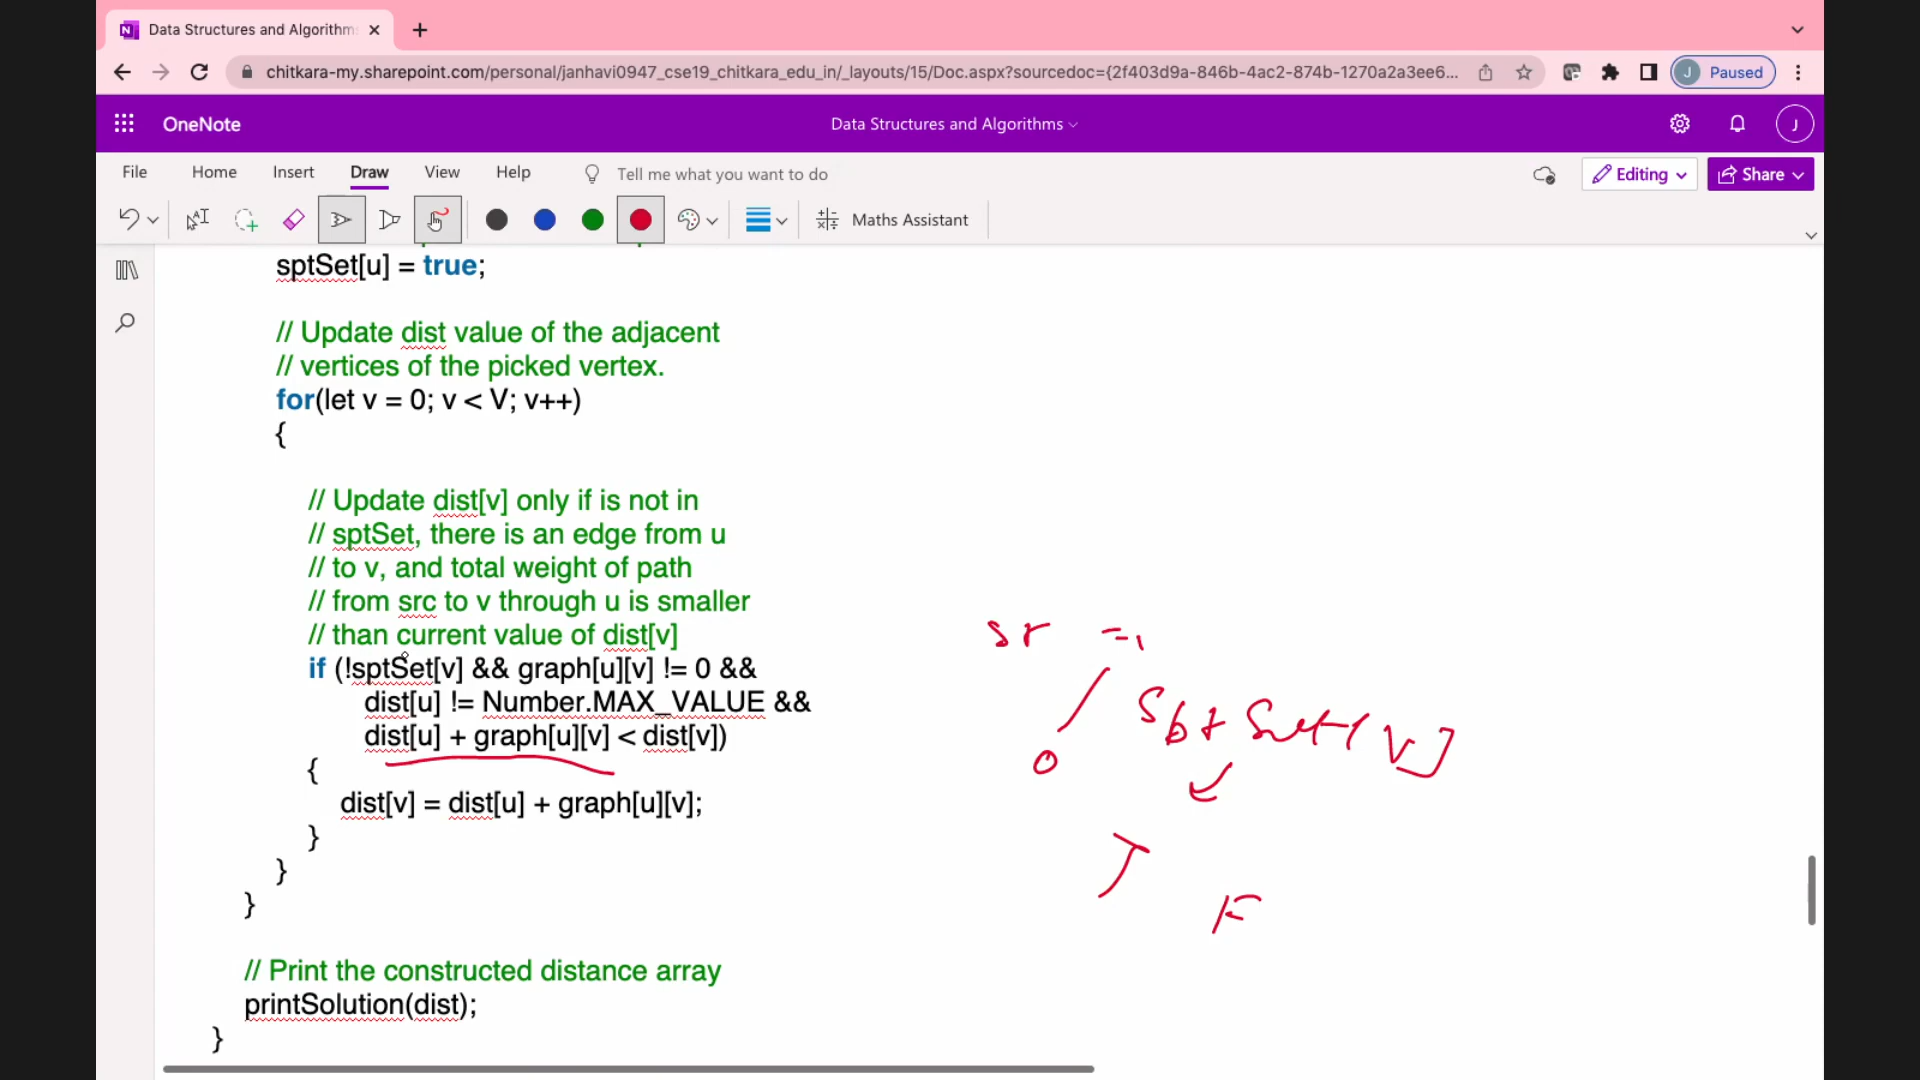 Data Structures and Algorithm
chitkara-my.sharepoint.com/personal/janhavi0947_cse19_chitkara_edu_in/_layouts/15/Doc.aspx?sourcedoc={2f403d9a-846b-4ac2-874b-1270a2a3ee6...
J Paused
OneNote
Data Structures and Algorithms
J
File Home Insert Draw View Help Tell me what you want to do
Editing Share
Maths Assistant
sptSet[u] = true;
// Update dist value of the adjacent
// vertices of the picked vertex.
for(let v = 0; v < V; v++)
{
// Update dist[v] only if is not in
// sptSet, there is an edge from u
// to v, and total weight of path
// from src to v through u is smaller
// than current value of dist[v]
if (!sptSet[v] && graph[u][v] != 0 &&
dist[u] != Number.MAX_VALUE &&
dist[u] + graph[u][v] < dist[v])
{
dist[v] = dist[u] + graph[u][v];
}
}
}
// Print the constructed distance array
printSolution(dist);
}
sr
0
T
F